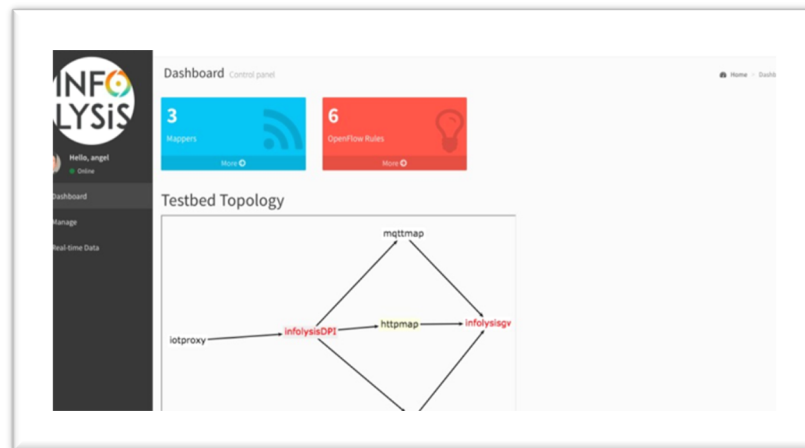 INFO
LYSiS
Hello, angel
Online
Dashboard
Manage
Real-time Data
Dashboard Control panel
Home
3
Mappers
More
6
OpenFlow Rules
More
Testbed Topology
mqttmap
iotproxy
infolysisDPI
httpmap
infolysisgw